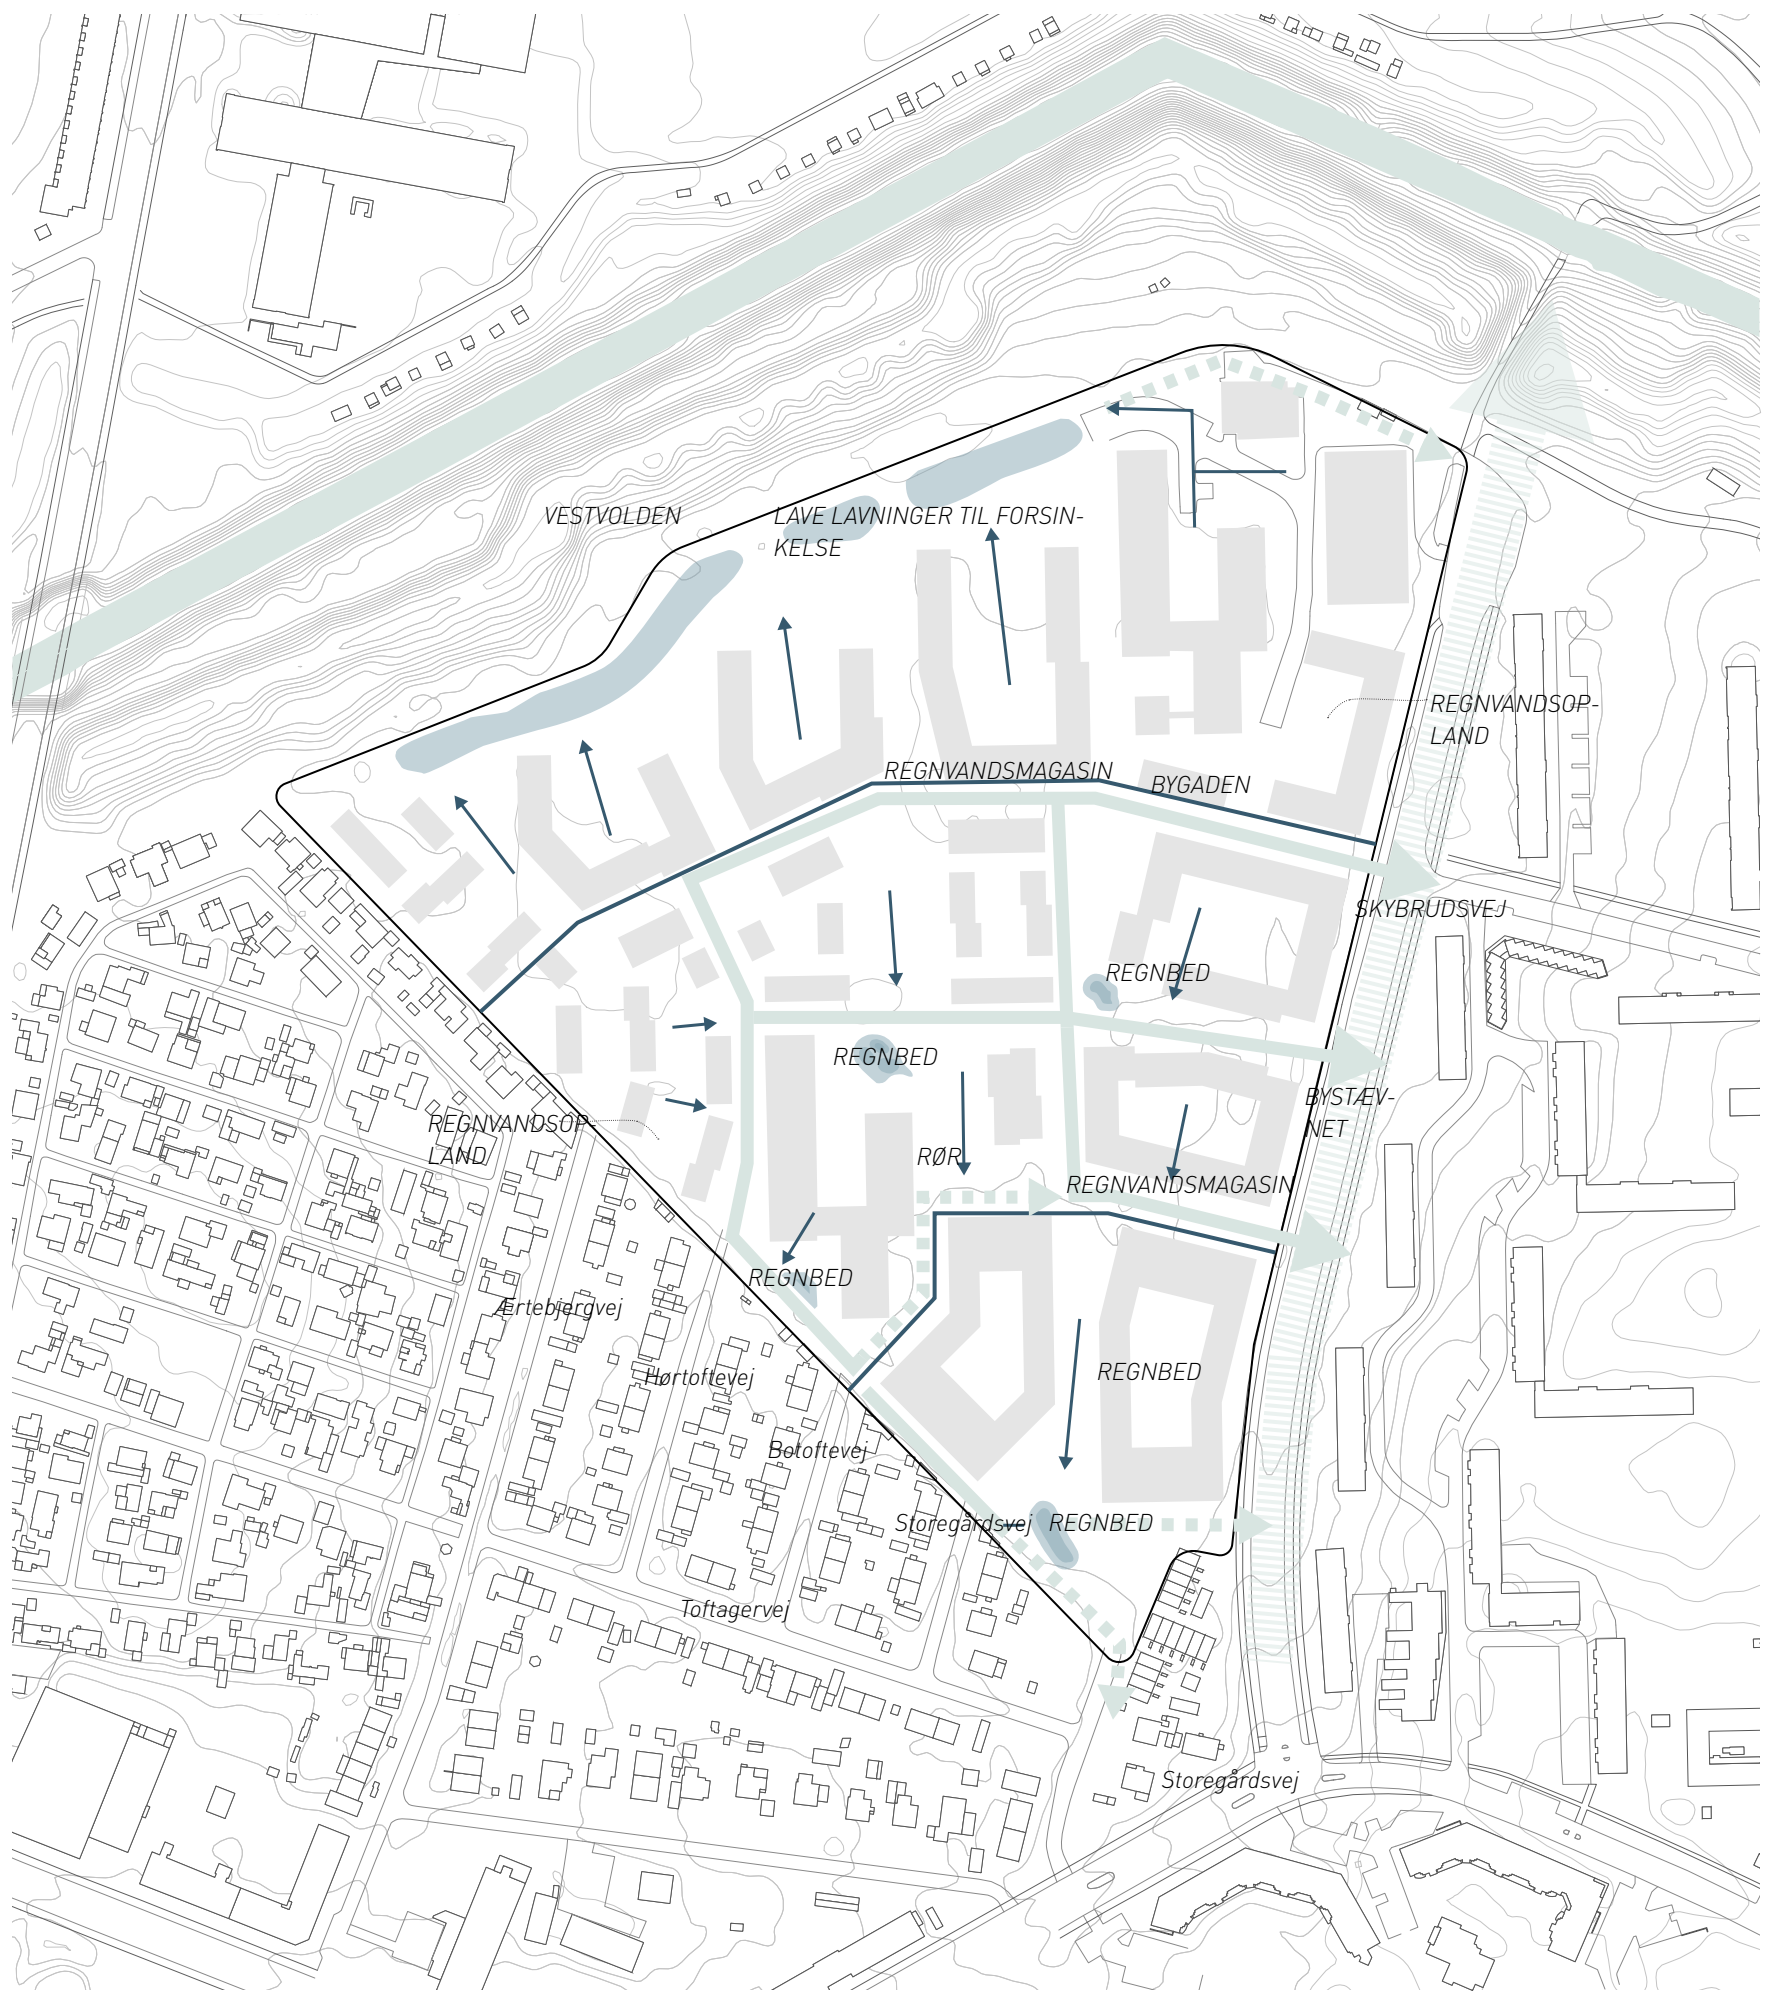 VESTVOLDEN
LAVE LAVNINGER TIL FORSIN-
KELSE
REGNVANDSOP-
LAND
REGNVANDSMAGASIN
BYGADEN
SKYBRUDSVEJ
REGNBED
REGNBED
BYSTÆV-
NET
REGNVANDSOP-
LAND
RØR
REGNVANDSMAGASIN
REGNBED
Ærtebjergvej
Hørtoftevej
REGNBED
Botoftevej
Storegårdsvej
REGNBED
Toftagervej
Storegårdsvej